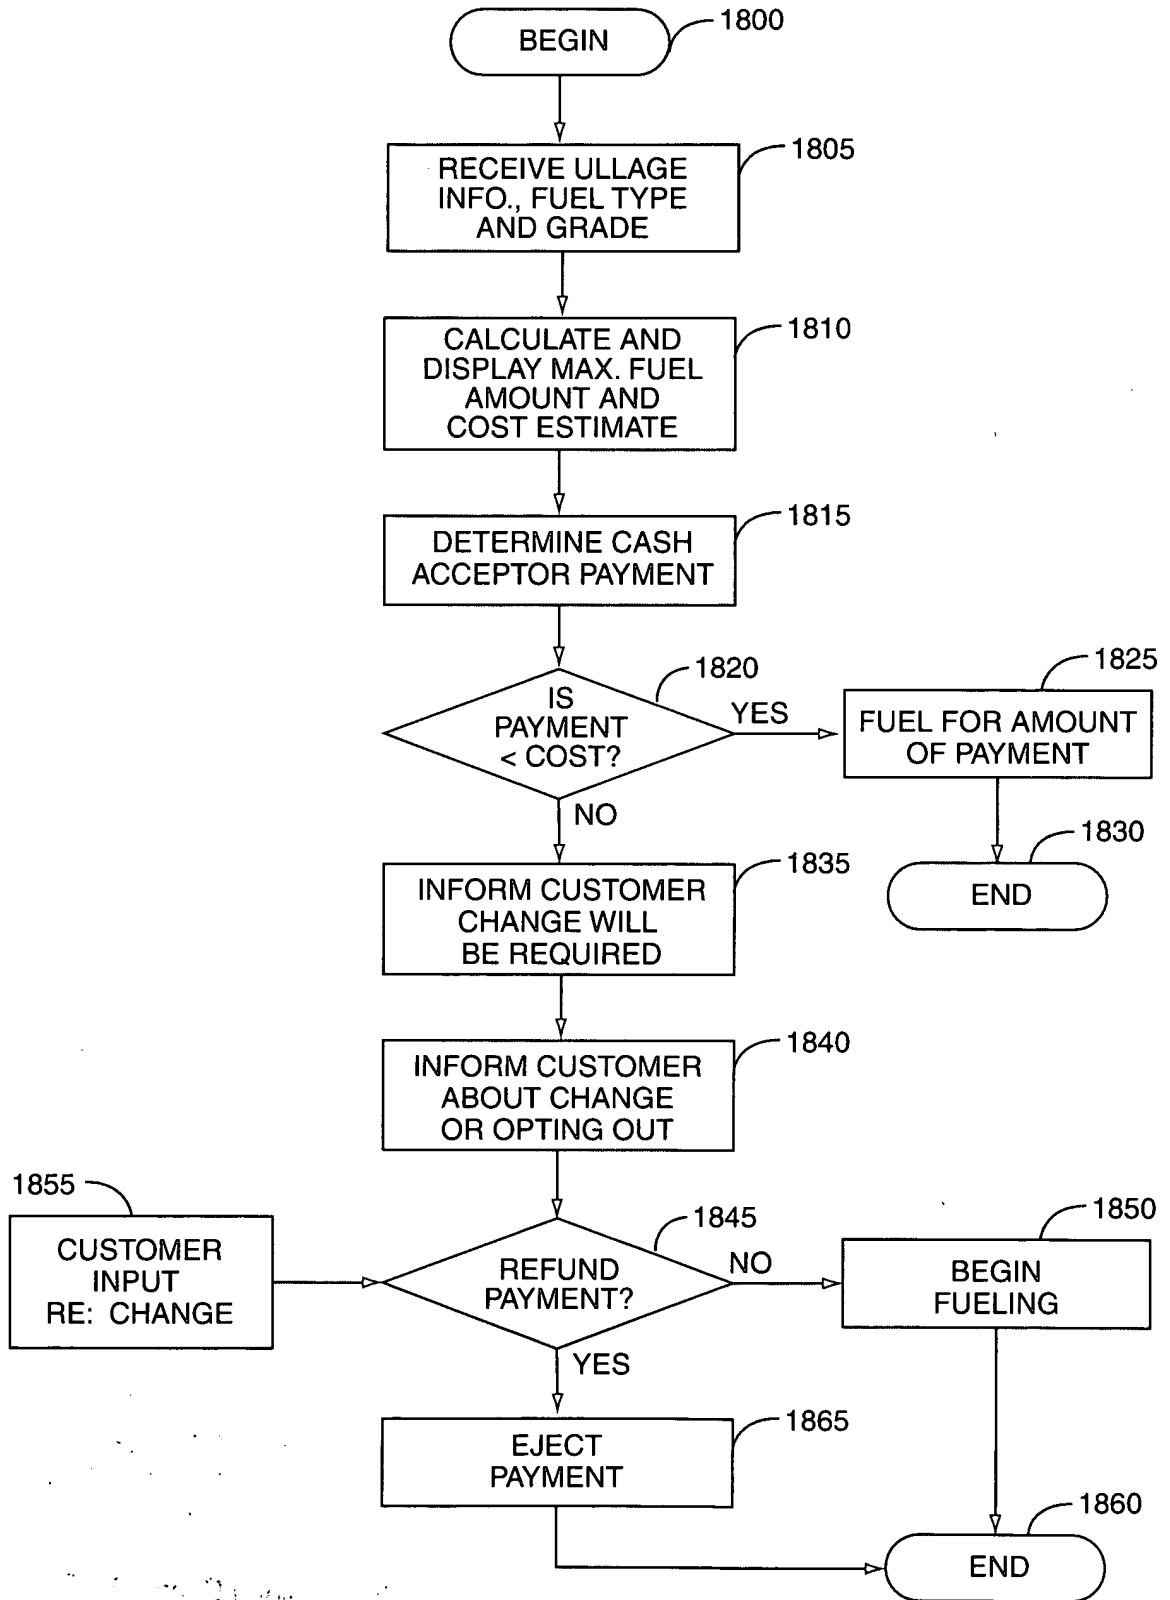 BEGIN
1800
RECEIVE ULLAGE
INFO., FUEL TYPE
AND GRADE
1805
CALCULATE AND
DISPLAY MAX. FUEL
AMOUNT AND
COST ESTIMATE
1810
DETERMINE CASH
ACCEPTOR PAYMENT
1815
IS
PAYMENT
< COST?
1820
YES
FUEL FOR AMOUNT
OF PAYMENT
1825
END
1830
NO
INFORM CUSTOMER
CHANGE WILL
BE REQUIRED
1835
INFORM CUSTOMER
ABOUT CHANGE
OR OPTING OUT
1840
1855
CUSTOMER
INPUT
RE: CHANGE
REFUND
PAYMENT?
1845
NO
BEGIN
FUELING
1850
YES
EJECT
PAYMENT
1865
END
1860